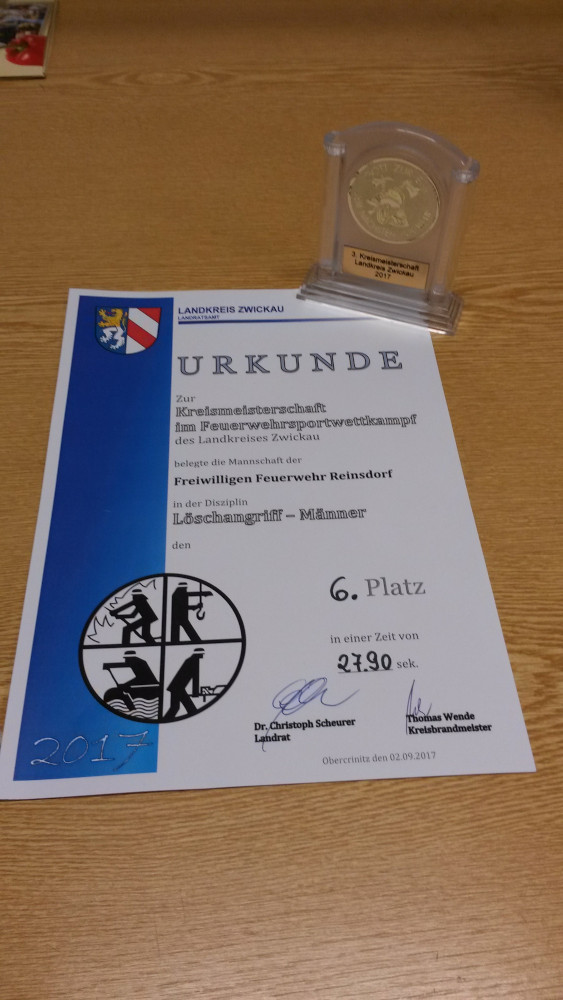 3. Kreismeisterschaft
Landkreis Zwickau
2017
LANDKREIS ZWICKAU
LANDRATSAMT
URKUNDE
Zur
Kreismeisterschaft
im Feuerwehrsportwettkampf
des Landkreises Zwickau
belegte die Mannschaft der
Freiwilligen Feuerwehr Reinsdorf
in der Disziplin
Löschangriff – Männer
den
6. Platz
in einer Zeit von
27.90 sek.
Dr. Christoph Scheurer
Landrat
Thomas Wende
Kreisbrandmeister
Obercrinitz den 02.09.2017
2017